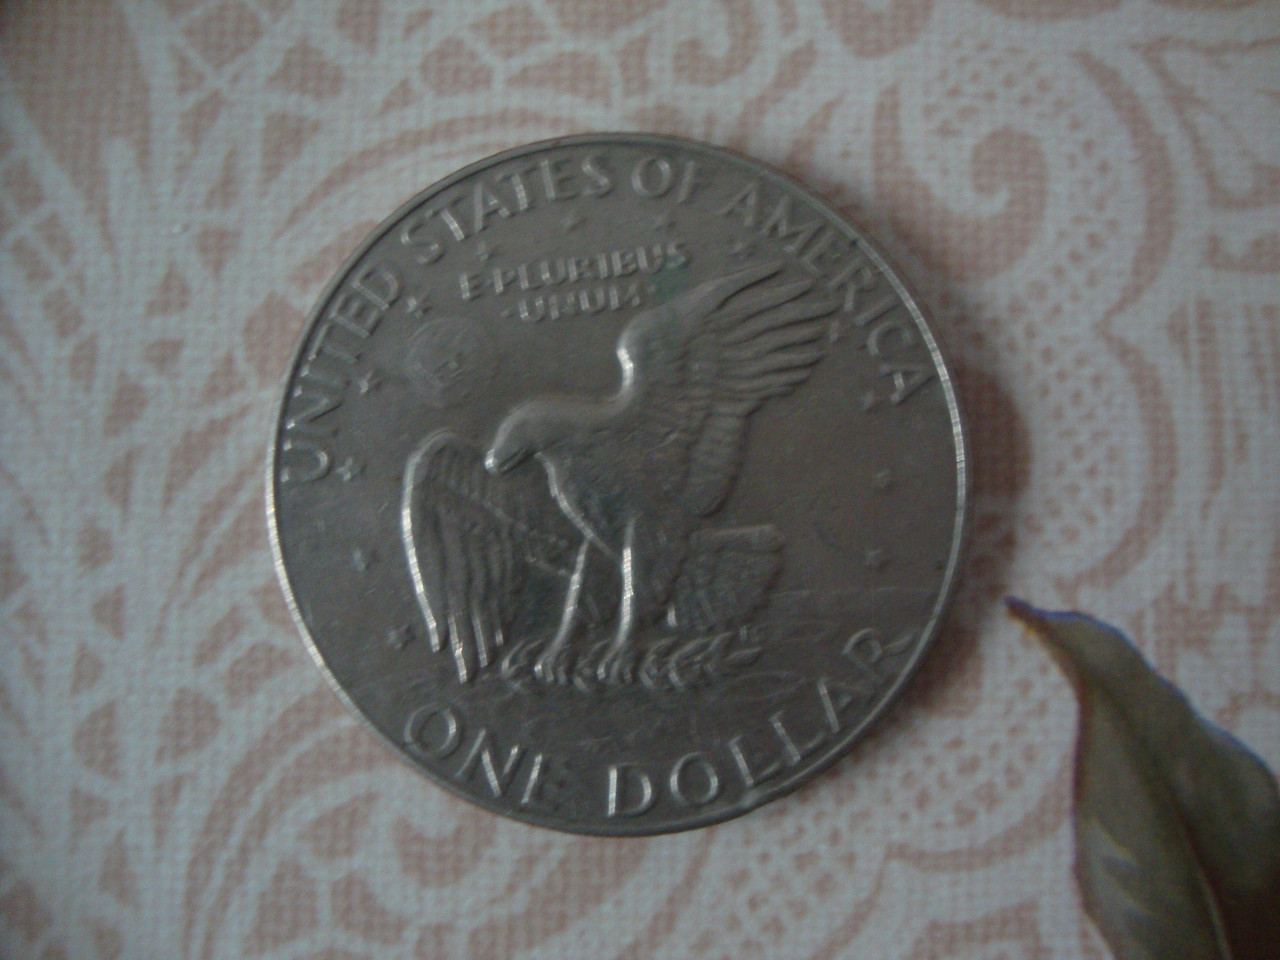 UNITED STATES OF AMERICA
E PLURIBUS
UNUM
ONE DOLLAR